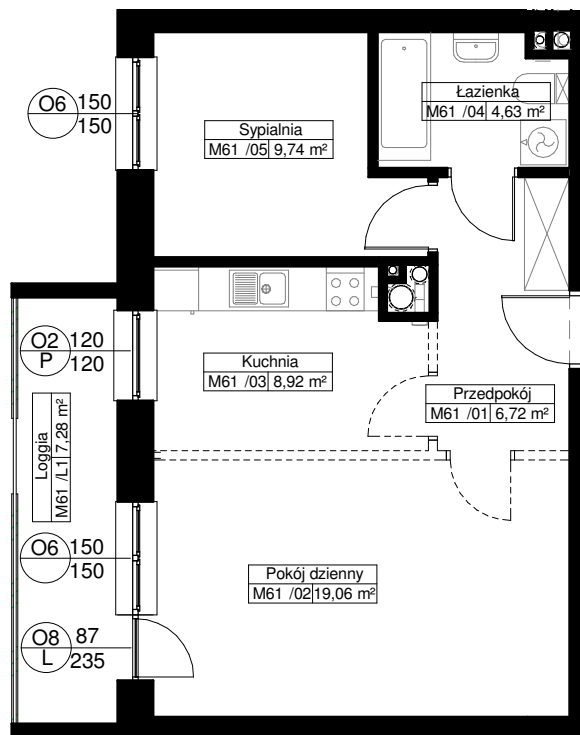 O6 150
150
Sypialnia
M61 /05 9,74 m²
Łazienka
M61 /04 4,63 m²
O2 120
P 120
Kuchnia
M61 /03 8,92 m²
Przedpokój
M61 /01 6,72 m²
Loggia
M61 /L1 7,28 m²
O6 150
150
Pokój dzienny
M61 /02 19,06 m²
O8 87
L 235